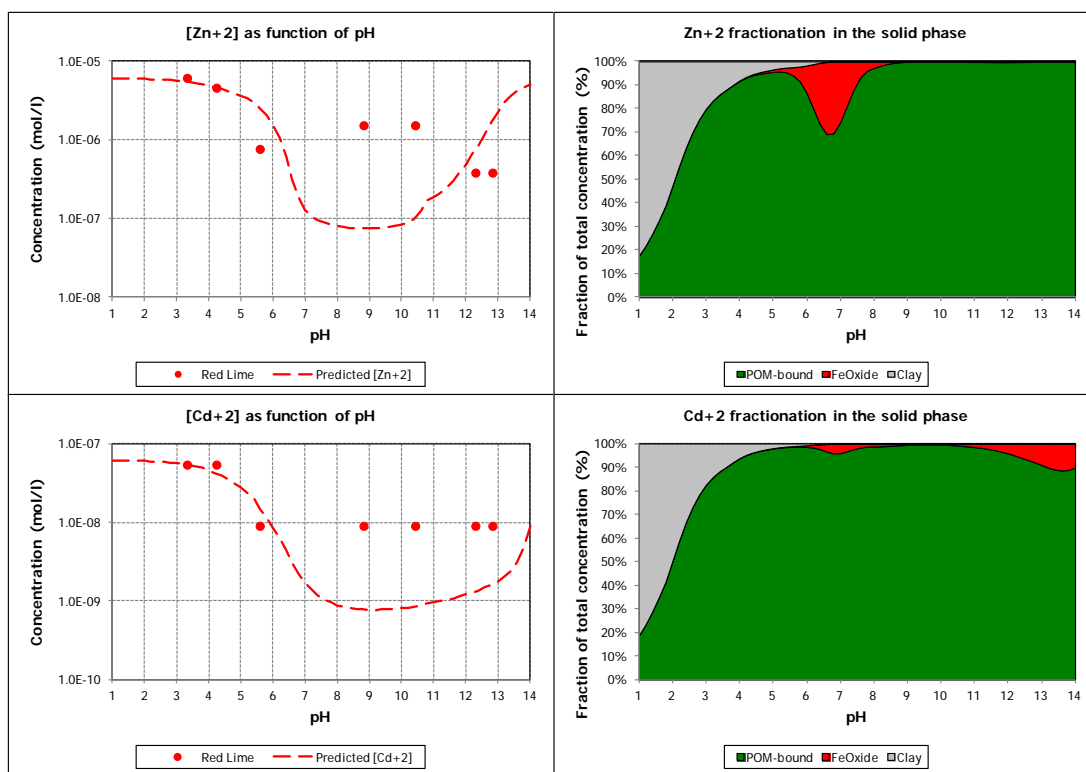 [Zn+2] as function of pH
Concentration (mol/l)
1.0E-05
1.0E-06
1.0E-07
1.0E-08
1 2 3 4 5 6 7 8 9 10 11 12 13 14
pH
Red Lime Predicted [Zn+2]
Zn+2 fractionation in the solid phase
Fraction of total concentration (%)
100%
90%
80%
70%
60%
50%
40%
30%
20%
10%
0%
1 2 3 4 5 6 7 8 9 10 11 12 13 14
pH
POM-bound FeOxide Clay
[Cd+2] as function of pH
Concentration (mol/l)
1.0E-07
1.0E-08
1.0E-09
1.0E-10
1 2 3 4 5 6 7 8 9 10 11 12 13 14
pH
Red Lime Predicted [Cd+2]
Cd+2 fractionation in the solid phase
Fraction of total concentration (%)
100%
90%
80%
70%
60%
50%
40%
30%
20%
10%
0%
1 2 3 4 5 6 7 8 9 10 11 12 13 14
pH
POM-bound FeOxide Clay